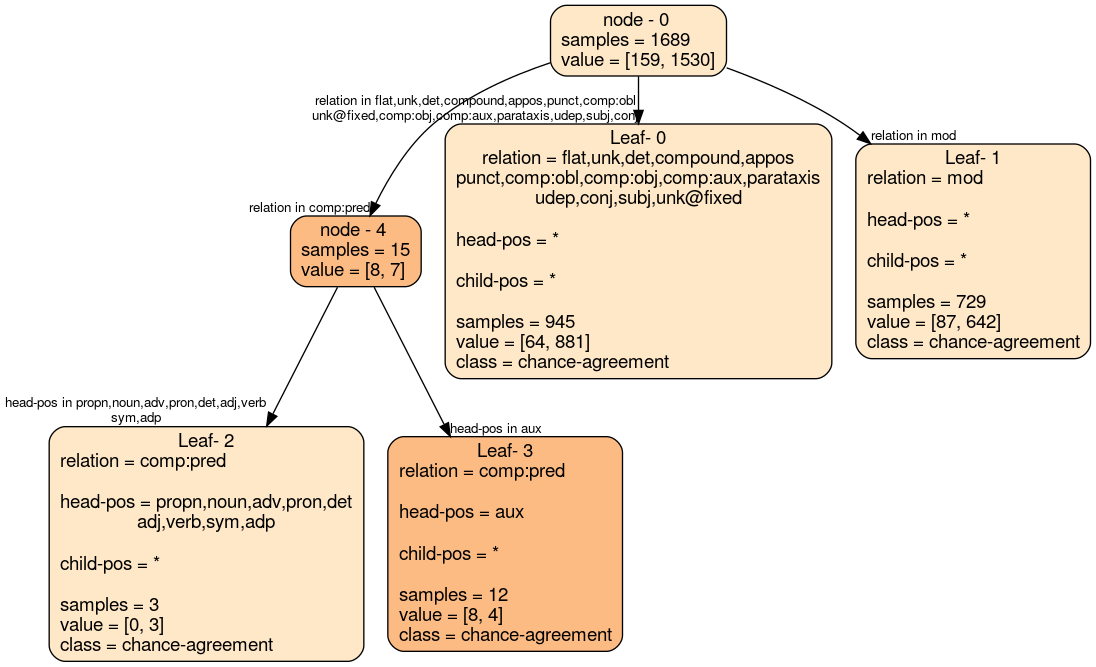 node - 0
samples = 1689
value = [159, 1530]
relation in flat,unk,det,compound,appos,punct,comp:obl
unk@fixed,comp:obj,comp:aux,parataxis,udep,subj,conj
relation in mod
Leaf- 0
relation = flat,unk,det,compound,appos
punct,comp:obl,comp:obj,comp:aux,parataxis
udep,conj,subj,unk@fixed
head-pos = *
child-pos = *
samples = 945
value = [64, 881]
class = chance-agreement
Leaf- 1
relation = mod
head-pos = *
child-pos = *
samples = 729
value = [87, 642]
class = chance-agreement
relation in comp:pred
node - 4
samples = 15
value = [8, 7]
head-pos in propn,noun,adv,pron,det,adj,verb
sym,adp
head-pos in aux
Leaf- 2
relation = comp:pred
head-pos = propn,noun,adv,pron,det
adj,verb,sym,adp
child-pos = *
samples = 3
value = [0, 3]
class = chance-agreement
Leaf- 3
relation = comp:pred
head-pos = aux
child-pos = *
samples = 12
value = [8, 4]
class = chance-agreement